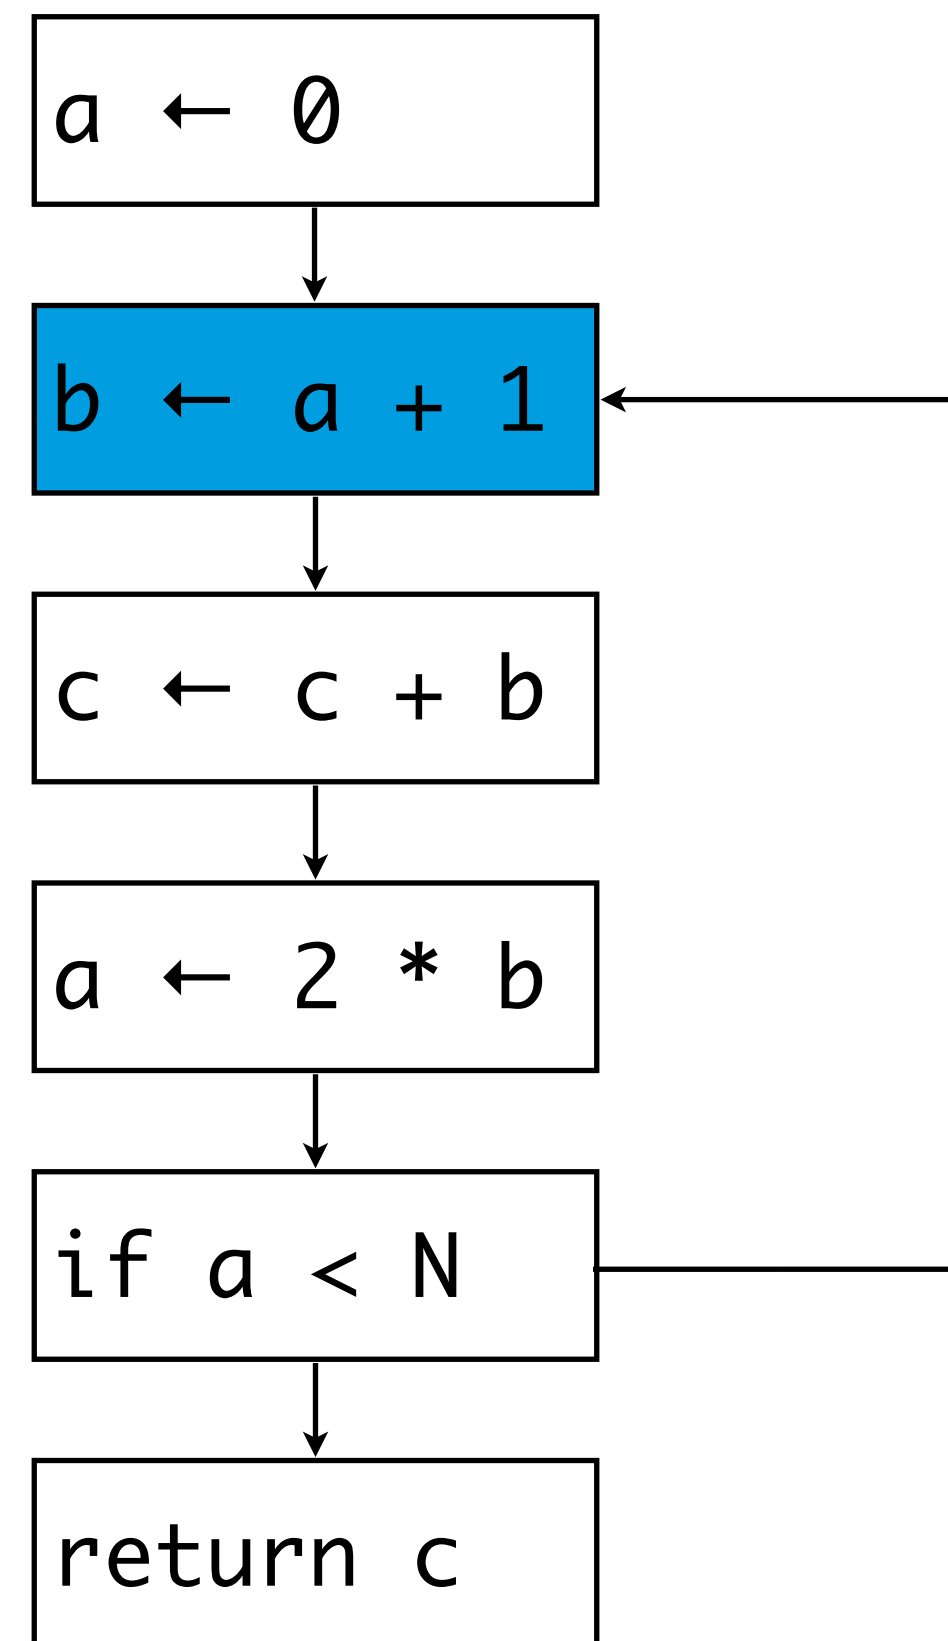 a ← 0
b ← a + 1
c ← c + b
a ← 2 * b
if a < N
return c